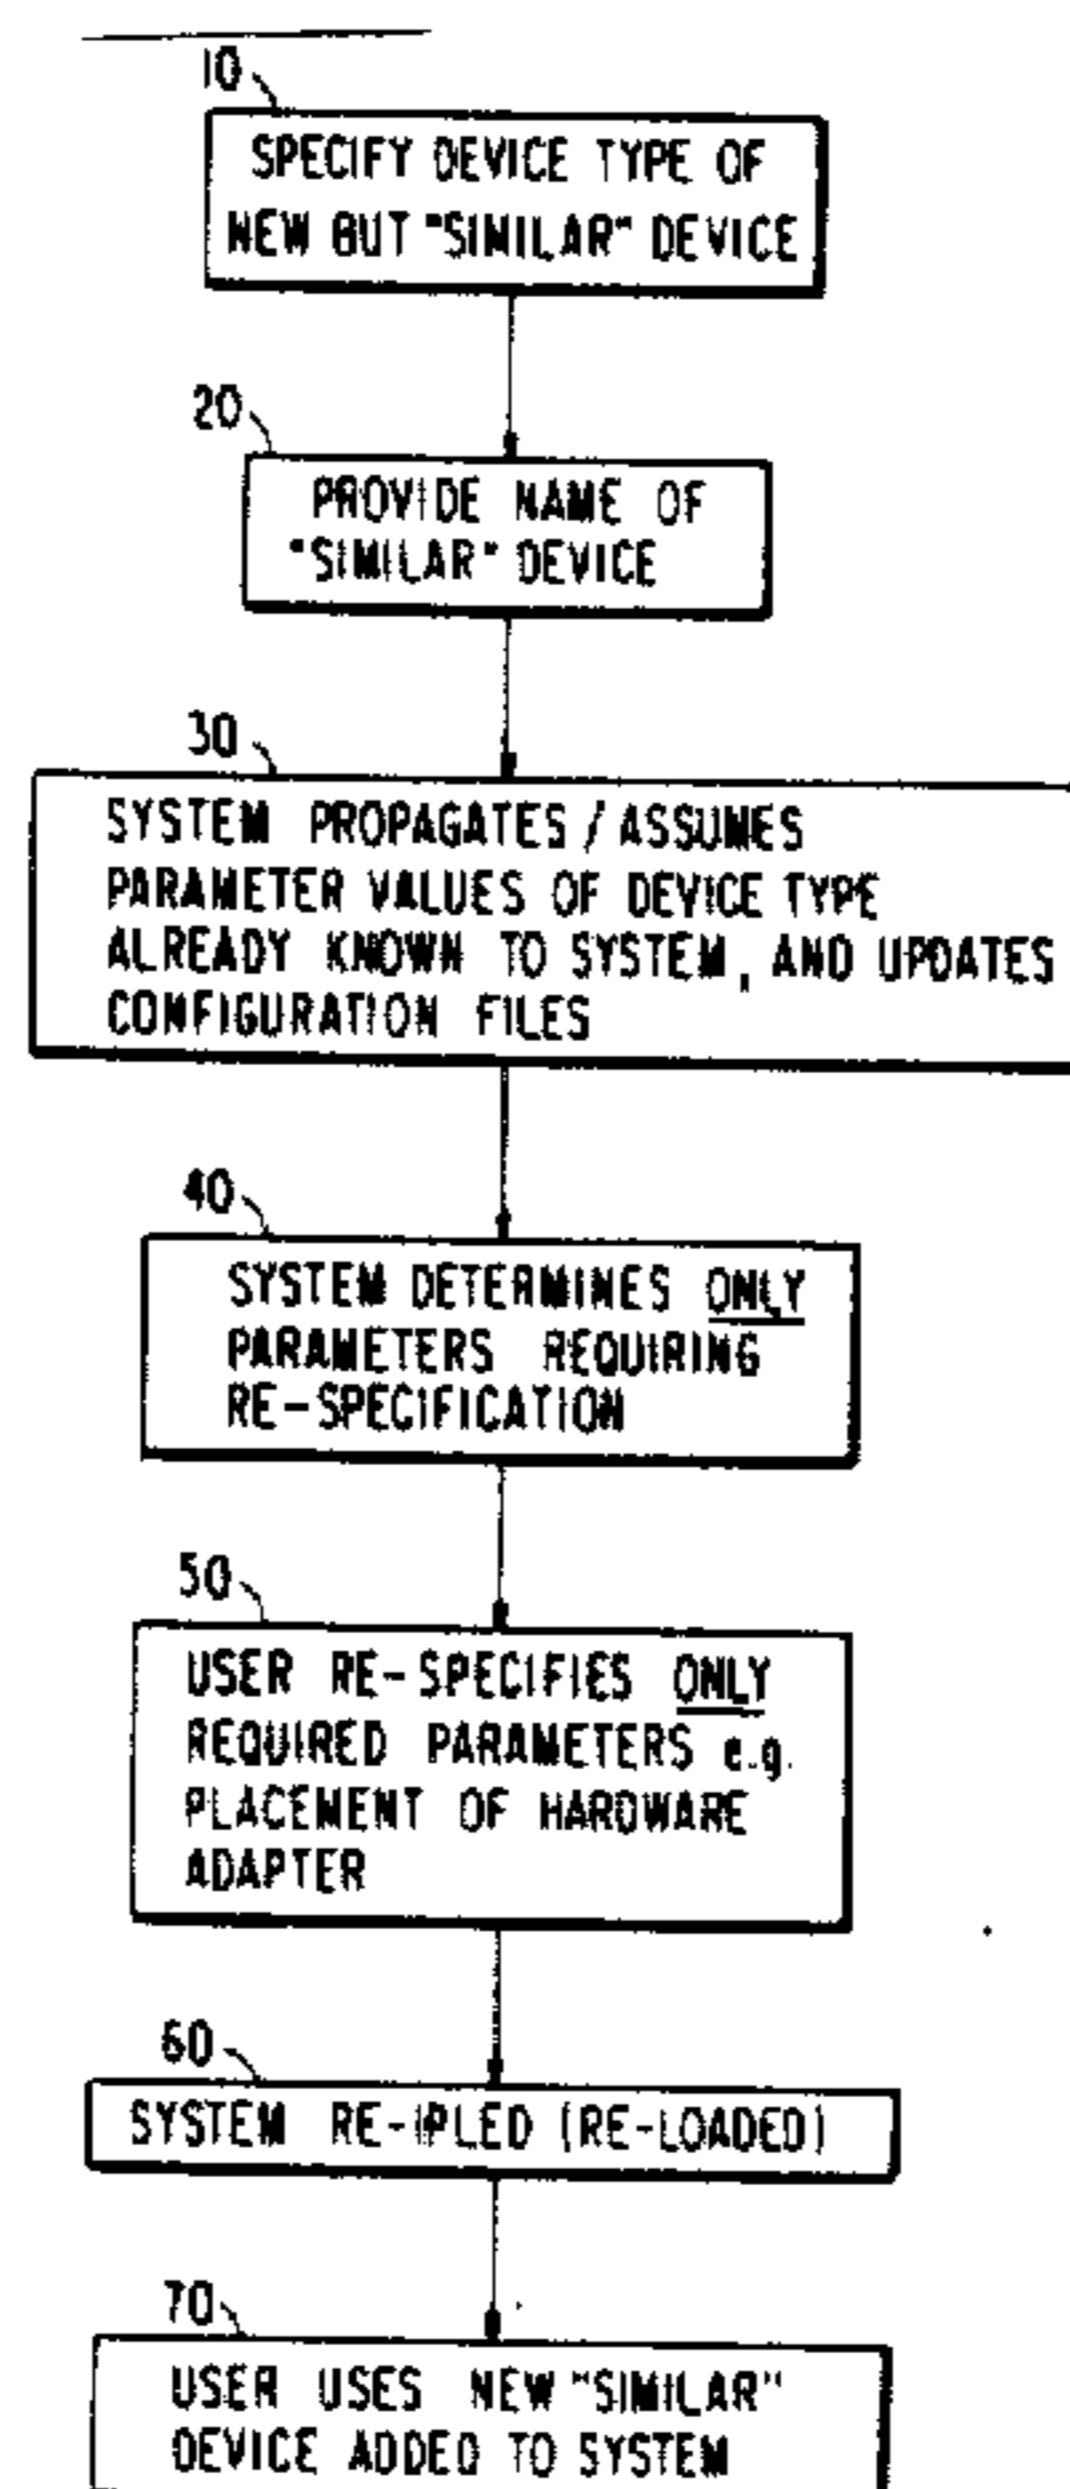 10
SPECIFY DEVICE TYPE OF
NEW BUT "SIMILAR" DEVICE
20
PROVIDE NAME OF
"SIMILAR" DEVICE
30
SYSTEM PROPAGATES / ASSUMES
PARAMETER VALUES OF DEVICE TYPE
ALREADY KNOWN TO SYSTEM, AND UPDATES
CONFIGURATION FILES
40
SYSTEM DETERMINES ONLY
PARAMETERS REQUIRING
RE-SPECIFICATION
50
USER RE-SPECIFIES ONLY
REQUIRED PARAMETERS e.g.
PLACEMENT OF HARDWARE
ADAPTER
60
SYSTEM RE-IPLED (RE-LOADED)
70
USER USES NEW "SIMILAR"
DEVICE ADDED TO SYSTEM